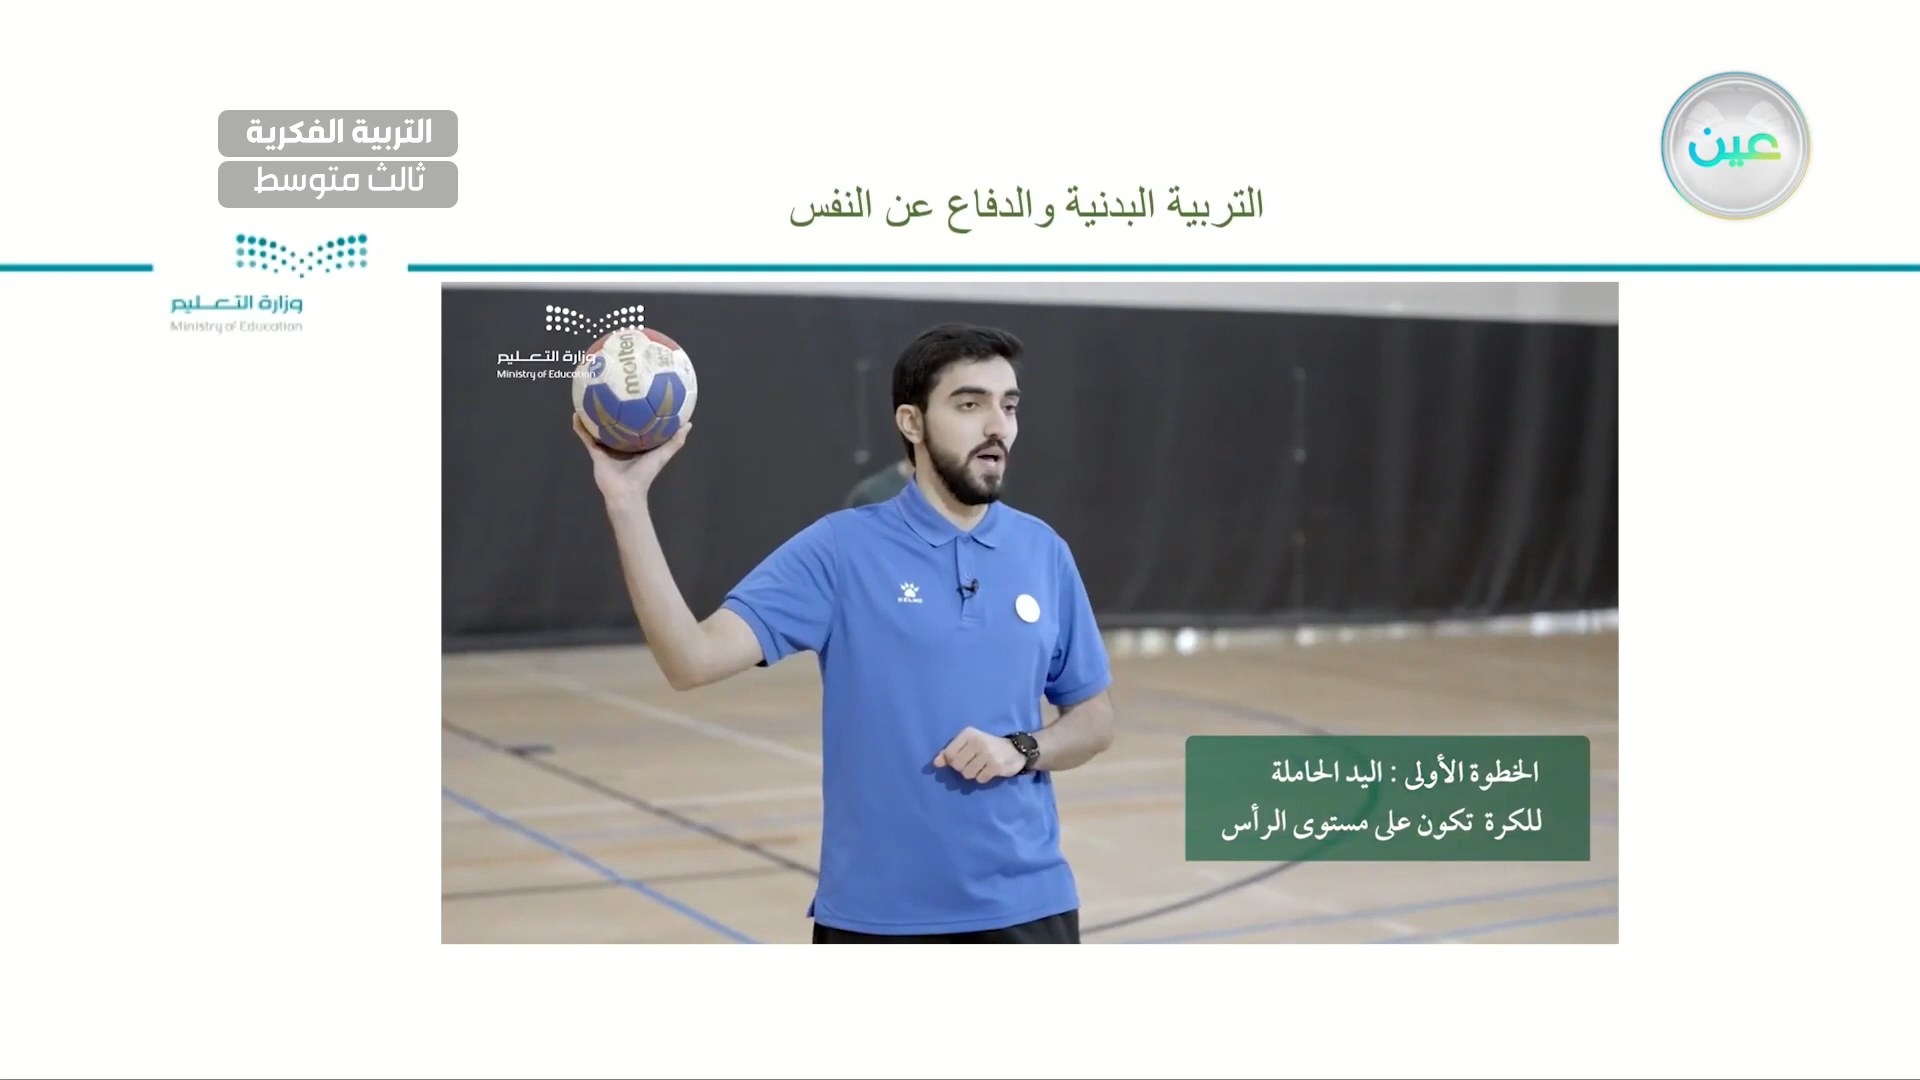 التربية الفكرية
ثالث متوسط
عين
التربية البدنية والدفاع عن النفس
وزارة التعليم
Ministry of Education
وزارة التعليم
Ministry of Education
molten
KELME
الخطوة الأولى : اليد الحاملة
للكرة تكون على مستوى الرأس